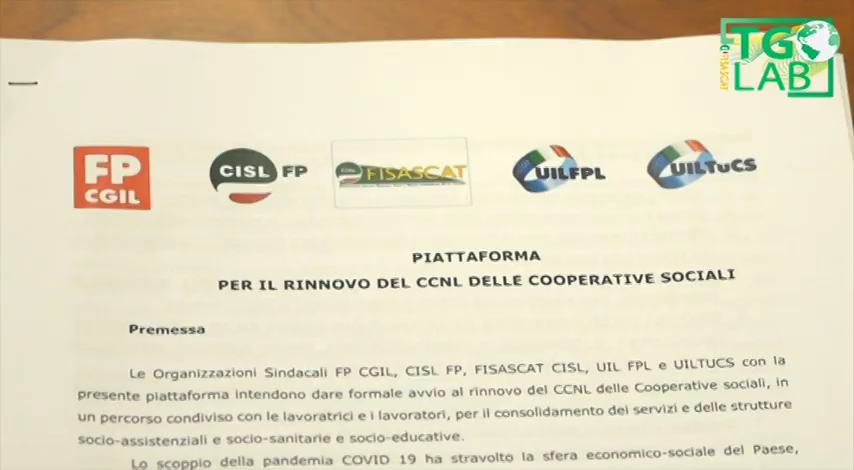 TG
LAB
FISASCAT
FP
CGIL
CISL FP
FISASCAT
UILFPL
UILTuCS
PIATTAFORMA
PER IL RINNOVO DEL CCNL DELLE COOPERATIVE SOCIALI
Premessa
Le Organizzazioni Sindacali FP CGIL, CISL FP, FISASCAT CISL, UIL FPL e UILTUCS con la
presente piattaforma intendono dare formale avvio al rinnovo del CCNL delle Cooperative sociali, in
un percorso condiviso con le lavoratrici e i lavoratori, per il consolidamento dei servizi e delle strutture
socio-assistenziali e socio-sanitarie e socio-educative.
Lo scoppio della pandemia COVID 19 ha stravolto la sfera economico-sociale del Paese,